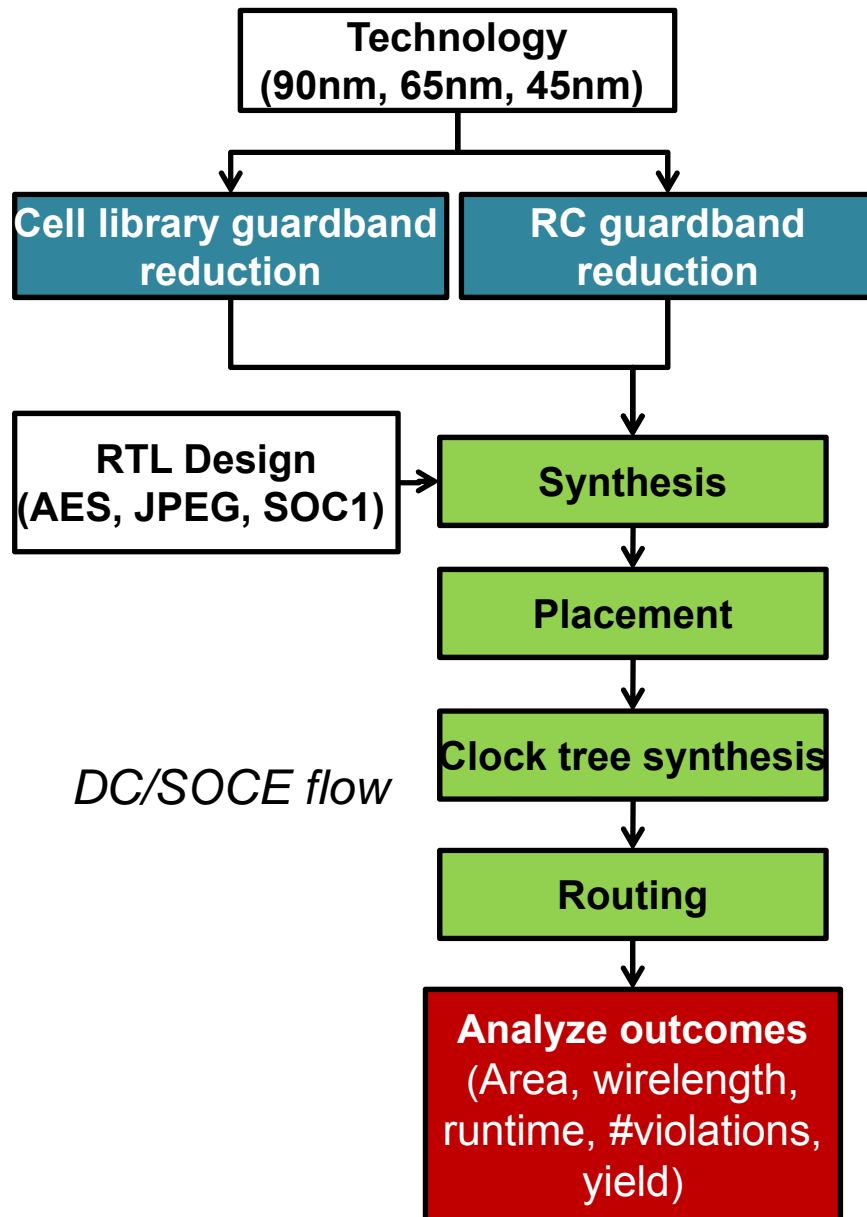 Technology
(90nm, 65nm, 45nm)
Cell library guardband
reduction
RC guardband
reduction
RTL Design
(AES, JPEG, SOC1)
Synthesis
Placement
Clock tree synthesis
DC/SOCE flow
Routing
Analyze outcomes
(Area, wirelength,
runtime, #violations,
yield)